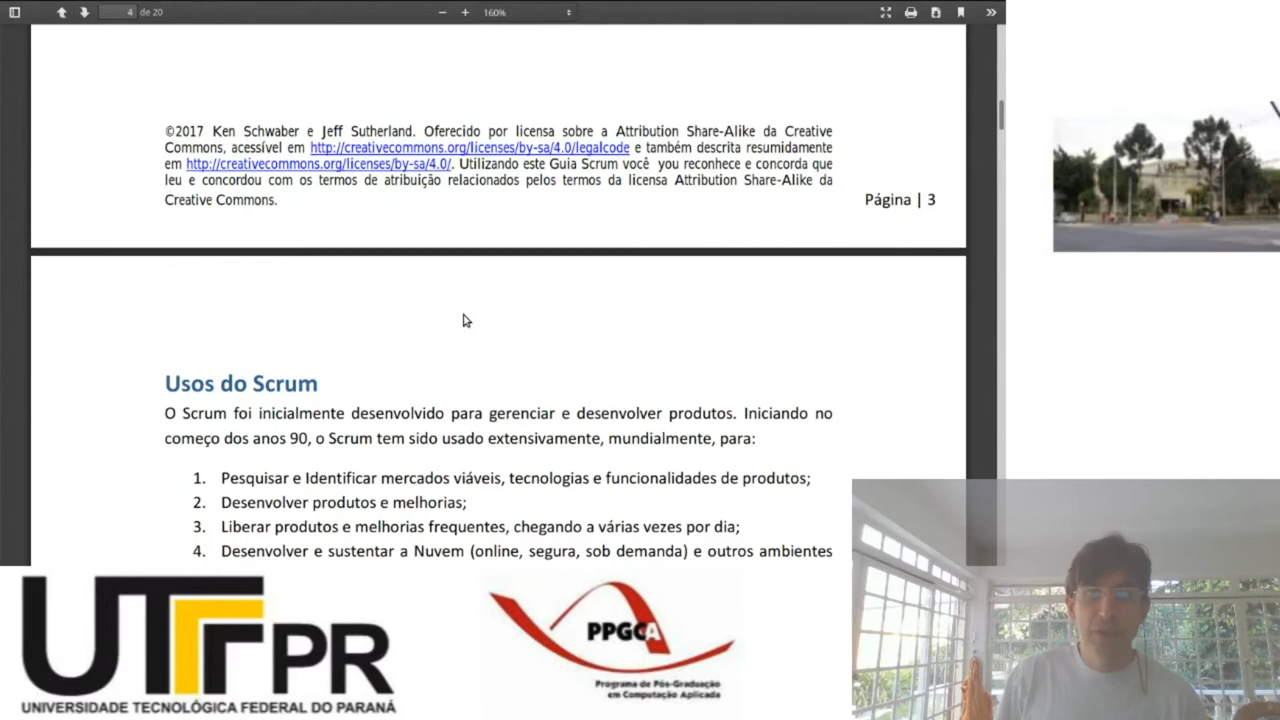 4 de 20
160%
©2017 Ken Schwaber e Jeff Sutherland. Oferecido por licensa sobre a Attribution Share-Alike da Creative
Commons, acessível em http://creativecommons.org/licenses/by-sa/4.0/legalcode e também descrita resumidamente
em http://creativecommons.org/licenses/by-sa/4.0/. Utilizando este Guia Scrum você you reconhece e concorda que
leu e concordou com os termos de atribuição relacionados pelos termos da licensa Attribution Share-Alike da
Creative Commons.
Página | 3
Usos do Scrum
O Scrum foi inicialmente desenvolvido para gerenciar e desenvolver produtos. Iniciando no
começo dos anos 90, o Scrum tem sido usado extensivamente, mundialmente, para:
1. Pesquisar e Identificar mercados viáveis, tecnologias e funcionalidades de produtos;
2. Desenvolver produtos e melhorias;
3. Liberar produtos e melhorias frequentes, chegando a várias vezes por dia;
4. Desenvolver e sustentar a Nuvem (online, segura, sob demanda) e outros ambientes
UTFPR
UNIVERSIDADE TECNOLÓGICA FEDERAL DO PARANÁ
PPGCA
Programa de Pós-Graduação
em Computação Aplicada